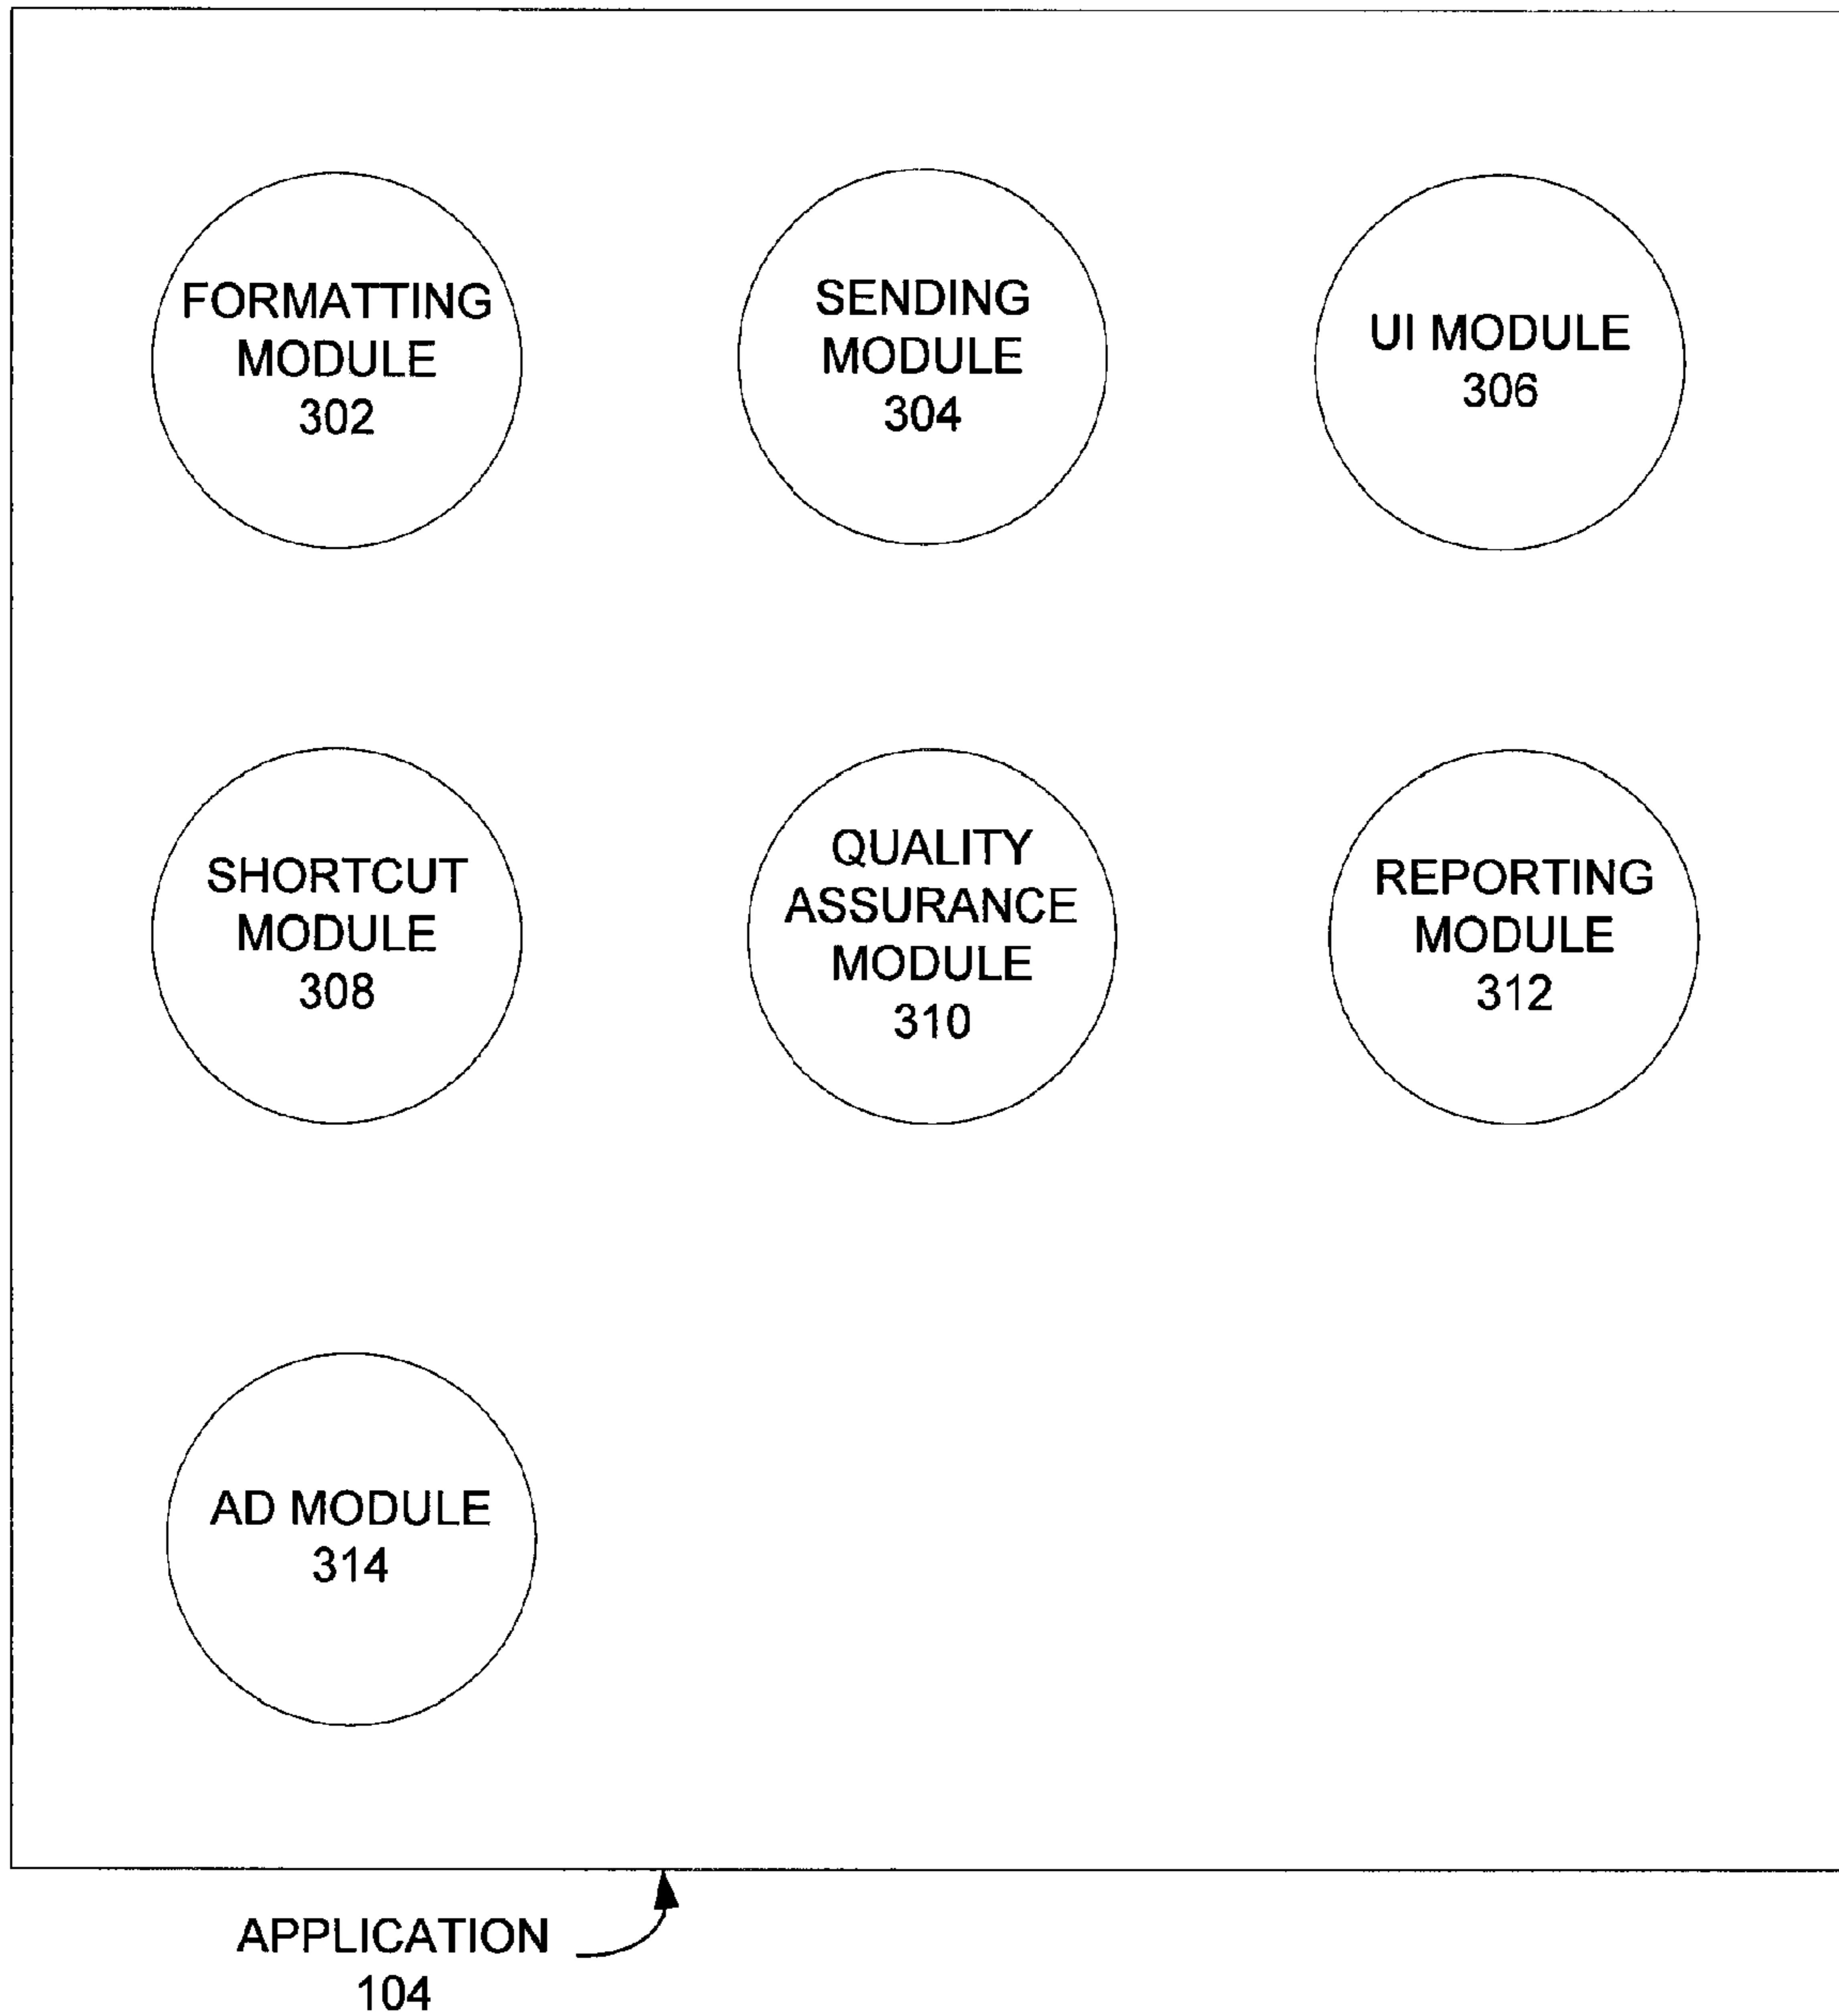 FORMATTING
MODULE
302
SENDING
MODULE
304
UI MODULE
306
SHORTCUT
MODULE
308
QUALITY
ASSURANCE
MODULE
310
REPORTING
MODULE
312
AD MODULE
314
APPLICATION
104